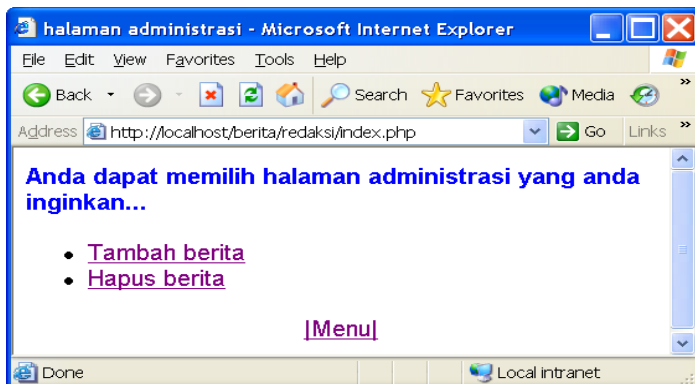 halaman administrasi - Microsoft Internet Explorer
File Edit View Favorites Tools Help
Back Search Favorites Media »
Address http://localhost/berita/redaksi/index.php Go Links »
Anda dapat memilih halaman administrasi yang anda
inginkan...
• Tambah berita
• Hapus berita
|Menu|
Done Local intranet